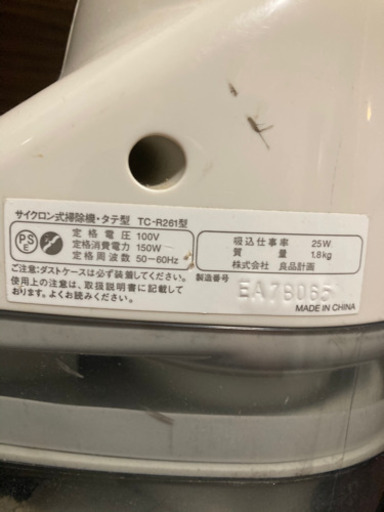 サイクロン式掃除機・タテ型 TC-R261型
PS
E
定格電圧 100V
定格消費電力 150W
定格周波数 50-60Hz
吸込仕事率 25W
質量 1.8kg
株式会社 良品計画
ご注意:ダストケースは必ず装着してください。
使用上の注意は、取扱説明書に記載して
おります。よくお読みください。
製造番号
EA7B065
MADE IN CHINA